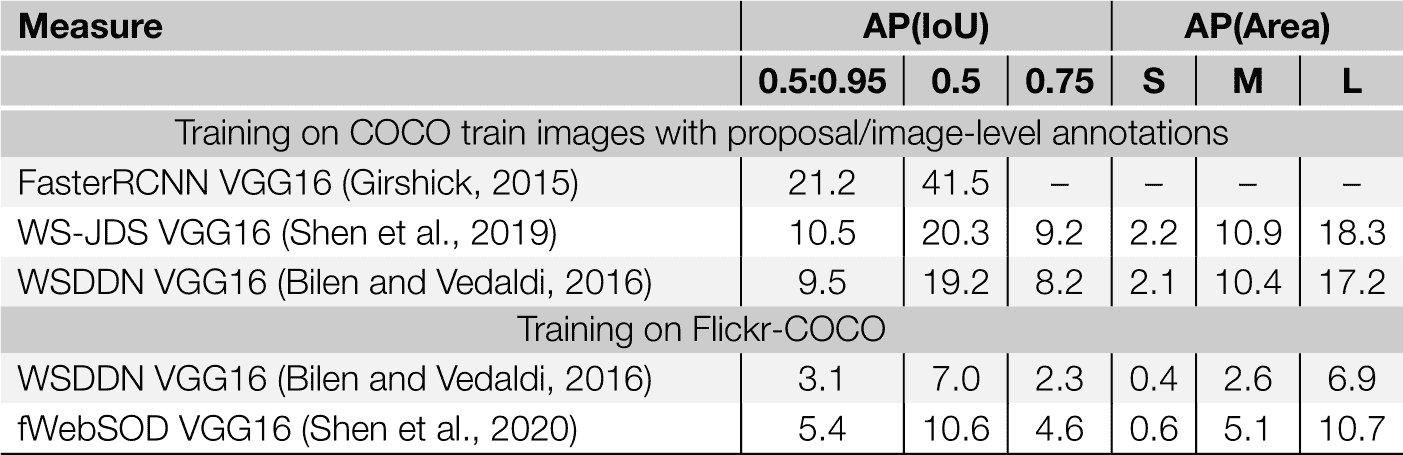 Measure AP(IoU) AP(Area)
0.5:0.95 0.5 0.75 S M L
Training on COCO train images with proposal/image-level annotations
FasterRCNN VGG16 (Girshick, 2015) 21.2 41.5 – – – –
WS-JDS VGG16 (Shen et al., 2019) 10.5 20.3 9.2 2.2 10.9 18.3
WSDDN VGG16 (Bilen and Vedaldi, 2016) 9.5 19.2 8.2 2.1 10.4 17.2
Training on Flickr-COCO
WSDDN VGG16 (Bilen and Vedaldi, 2016) 3.1 7.0 2.3 0.4 2.6 6.9
fWebSOD VGG16 (Shen et al., 2020) 5.4 10.6 4.6 0.6 5.1 10.7